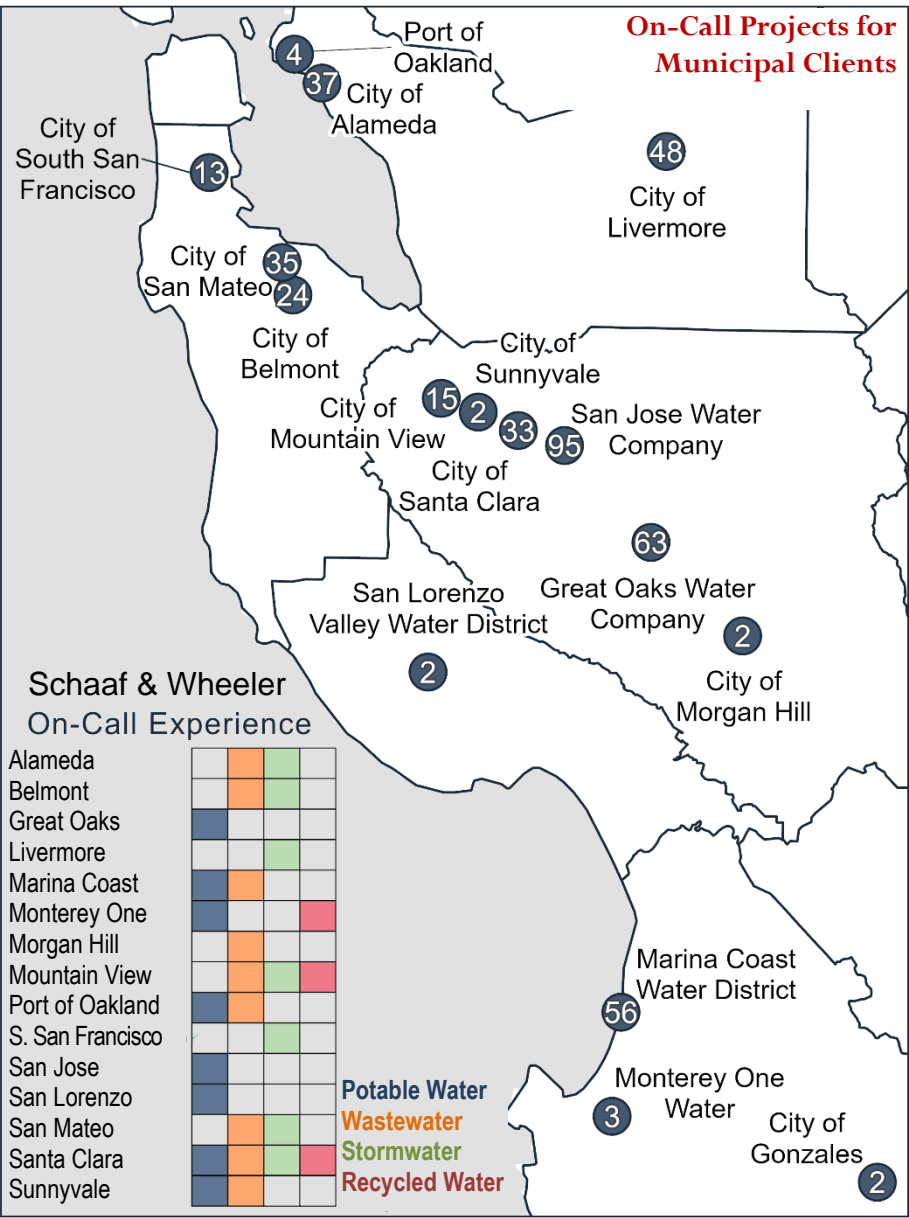 On-Call Projects for
Municipal Clients
Port of
Oakland
4
37
City of
Alameda
City of
South San
Francisco
13
48
City of
Livermore
City of
San Mateo
35
24
City of
Belmont
City of
Sunnyvale
15
2
33
95
City of
Mountain View
San Jose Water
Company
City of
Santa Clara
63
Great Oaks Water
Company
San Lorenzo
Valley Water District
2
2
City of
Morgan Hill
Schaaf & Wheeler
On-Call Experience
Alameda
Belmont
Great Oaks
Livermore
Marina Coast
Monterey One
Morgan Hill
Mountain View
Port of Oakland
S. San Francisco
San Jose
San Lorenzo
San Mateo
Santa Clara
Sunnyvale
Potable Water
Wastewater
Stormwater
Recycled Water
Marina Coast
Water District
56
Monterey One
Water
3
City of
Gonzales
2